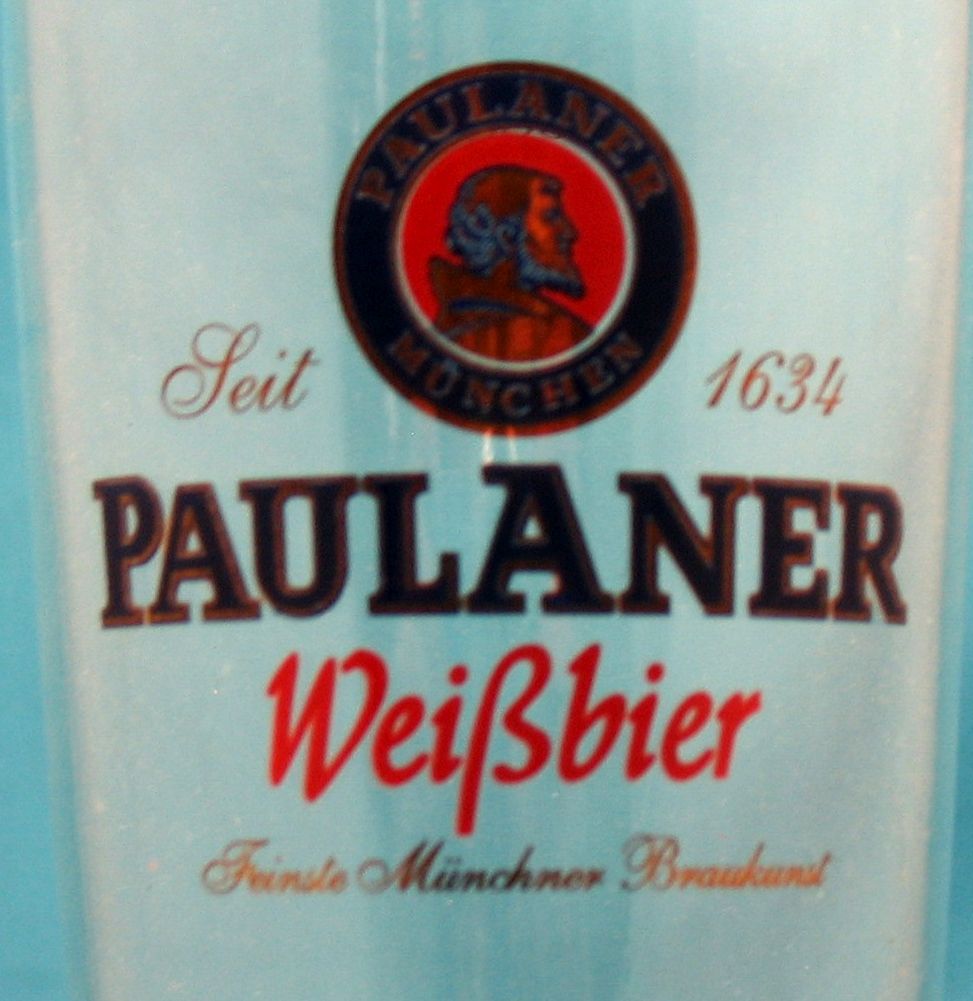 PAULANER
MÜNCHEN
Seit 1634
PAULANER
Weißbier
Feinste Münchner Braukunst